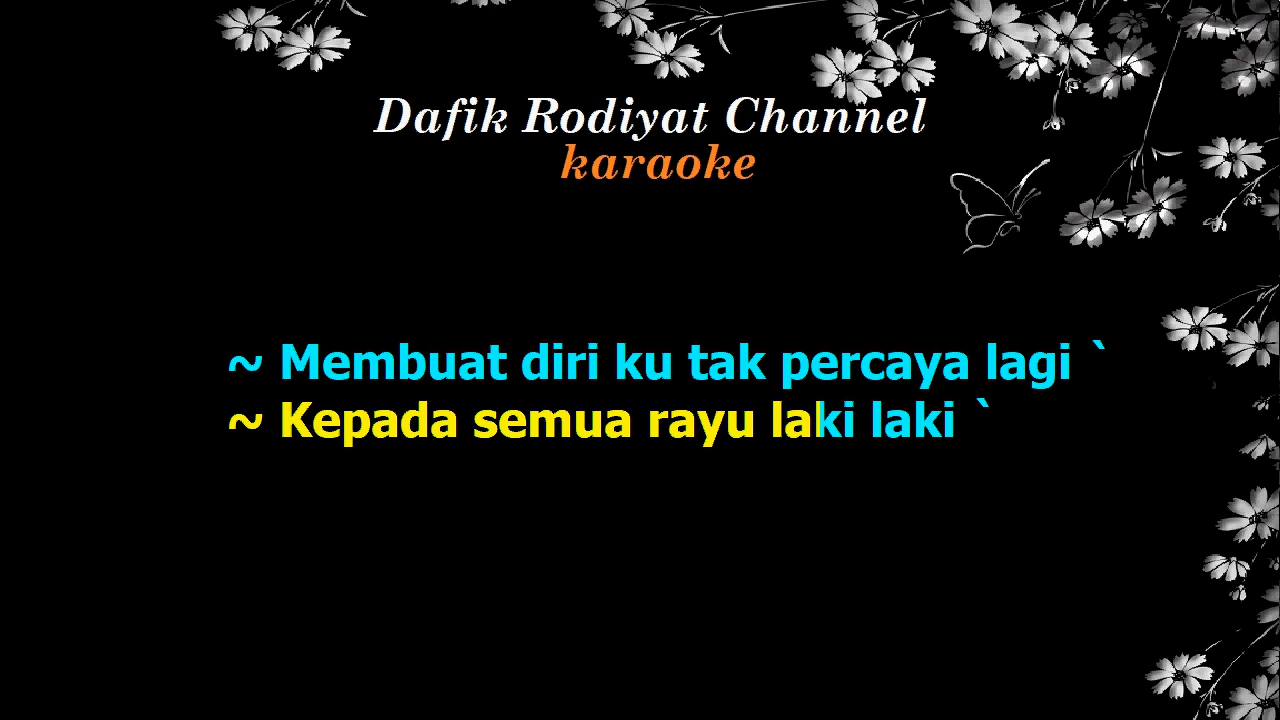 Dafik Rodiyat Channel
karaoke
~ Membuat diri ku tak percaya lagi `
~ Kepada semua rayu laki laki `